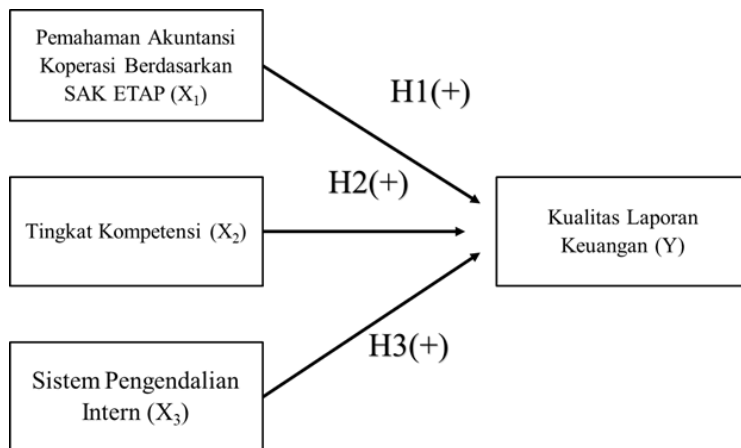 Pemahaman Akuntansi
Koperasi Berdasarkan
SAK ETAP (X₁)
H1(+)
H2(+)
Tingkat Kompetensi (X₂)
Kualitas Laporan
Keuangan (Y)
H3(+)
Sistem Pengendalian
Intern (X₃)